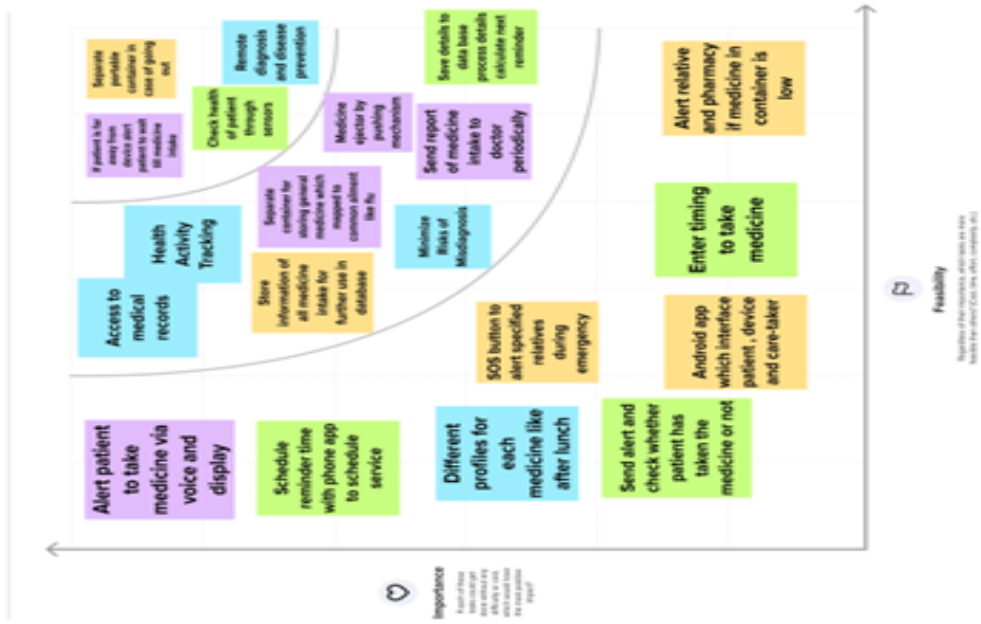 Importance
Alert patient
to take
medicine via
voice and
display
Access to
medical
records
Health
Activity
Tracking
If patient is far
away from
device alert
patient to wait
till medicine
intake
Separate
portable
container in
case of going
out
Schedule
reminder time
with phone app
to schedule
service
Store
information of
all medicine
intake for
further use in
database
Separate
container for
storing general
medicine which
mapped to
common ailment
like flu
Check health
of patient
through
sensors
Remote
diagnosis
and disease
prevention
Different
profiles for
each
medicine like
after lunch
SOS button to
alert specified
relatives
during
emergency
Minimize
Risks of
Misdiagnosis
Medicine
ejector by
pushing
mechanism
Send report
of medicine
intake to
doctor
periodically
Save details to
data base
process details
calculate next
reminder
Send alert and
check whether
patient has
taken the
medicine or not
Android app
which interface
patient , device
and care-taker
Enter timing
to take
medicine
Alert relative
and pharmacy
if medicine in
container is
low
Feasibility